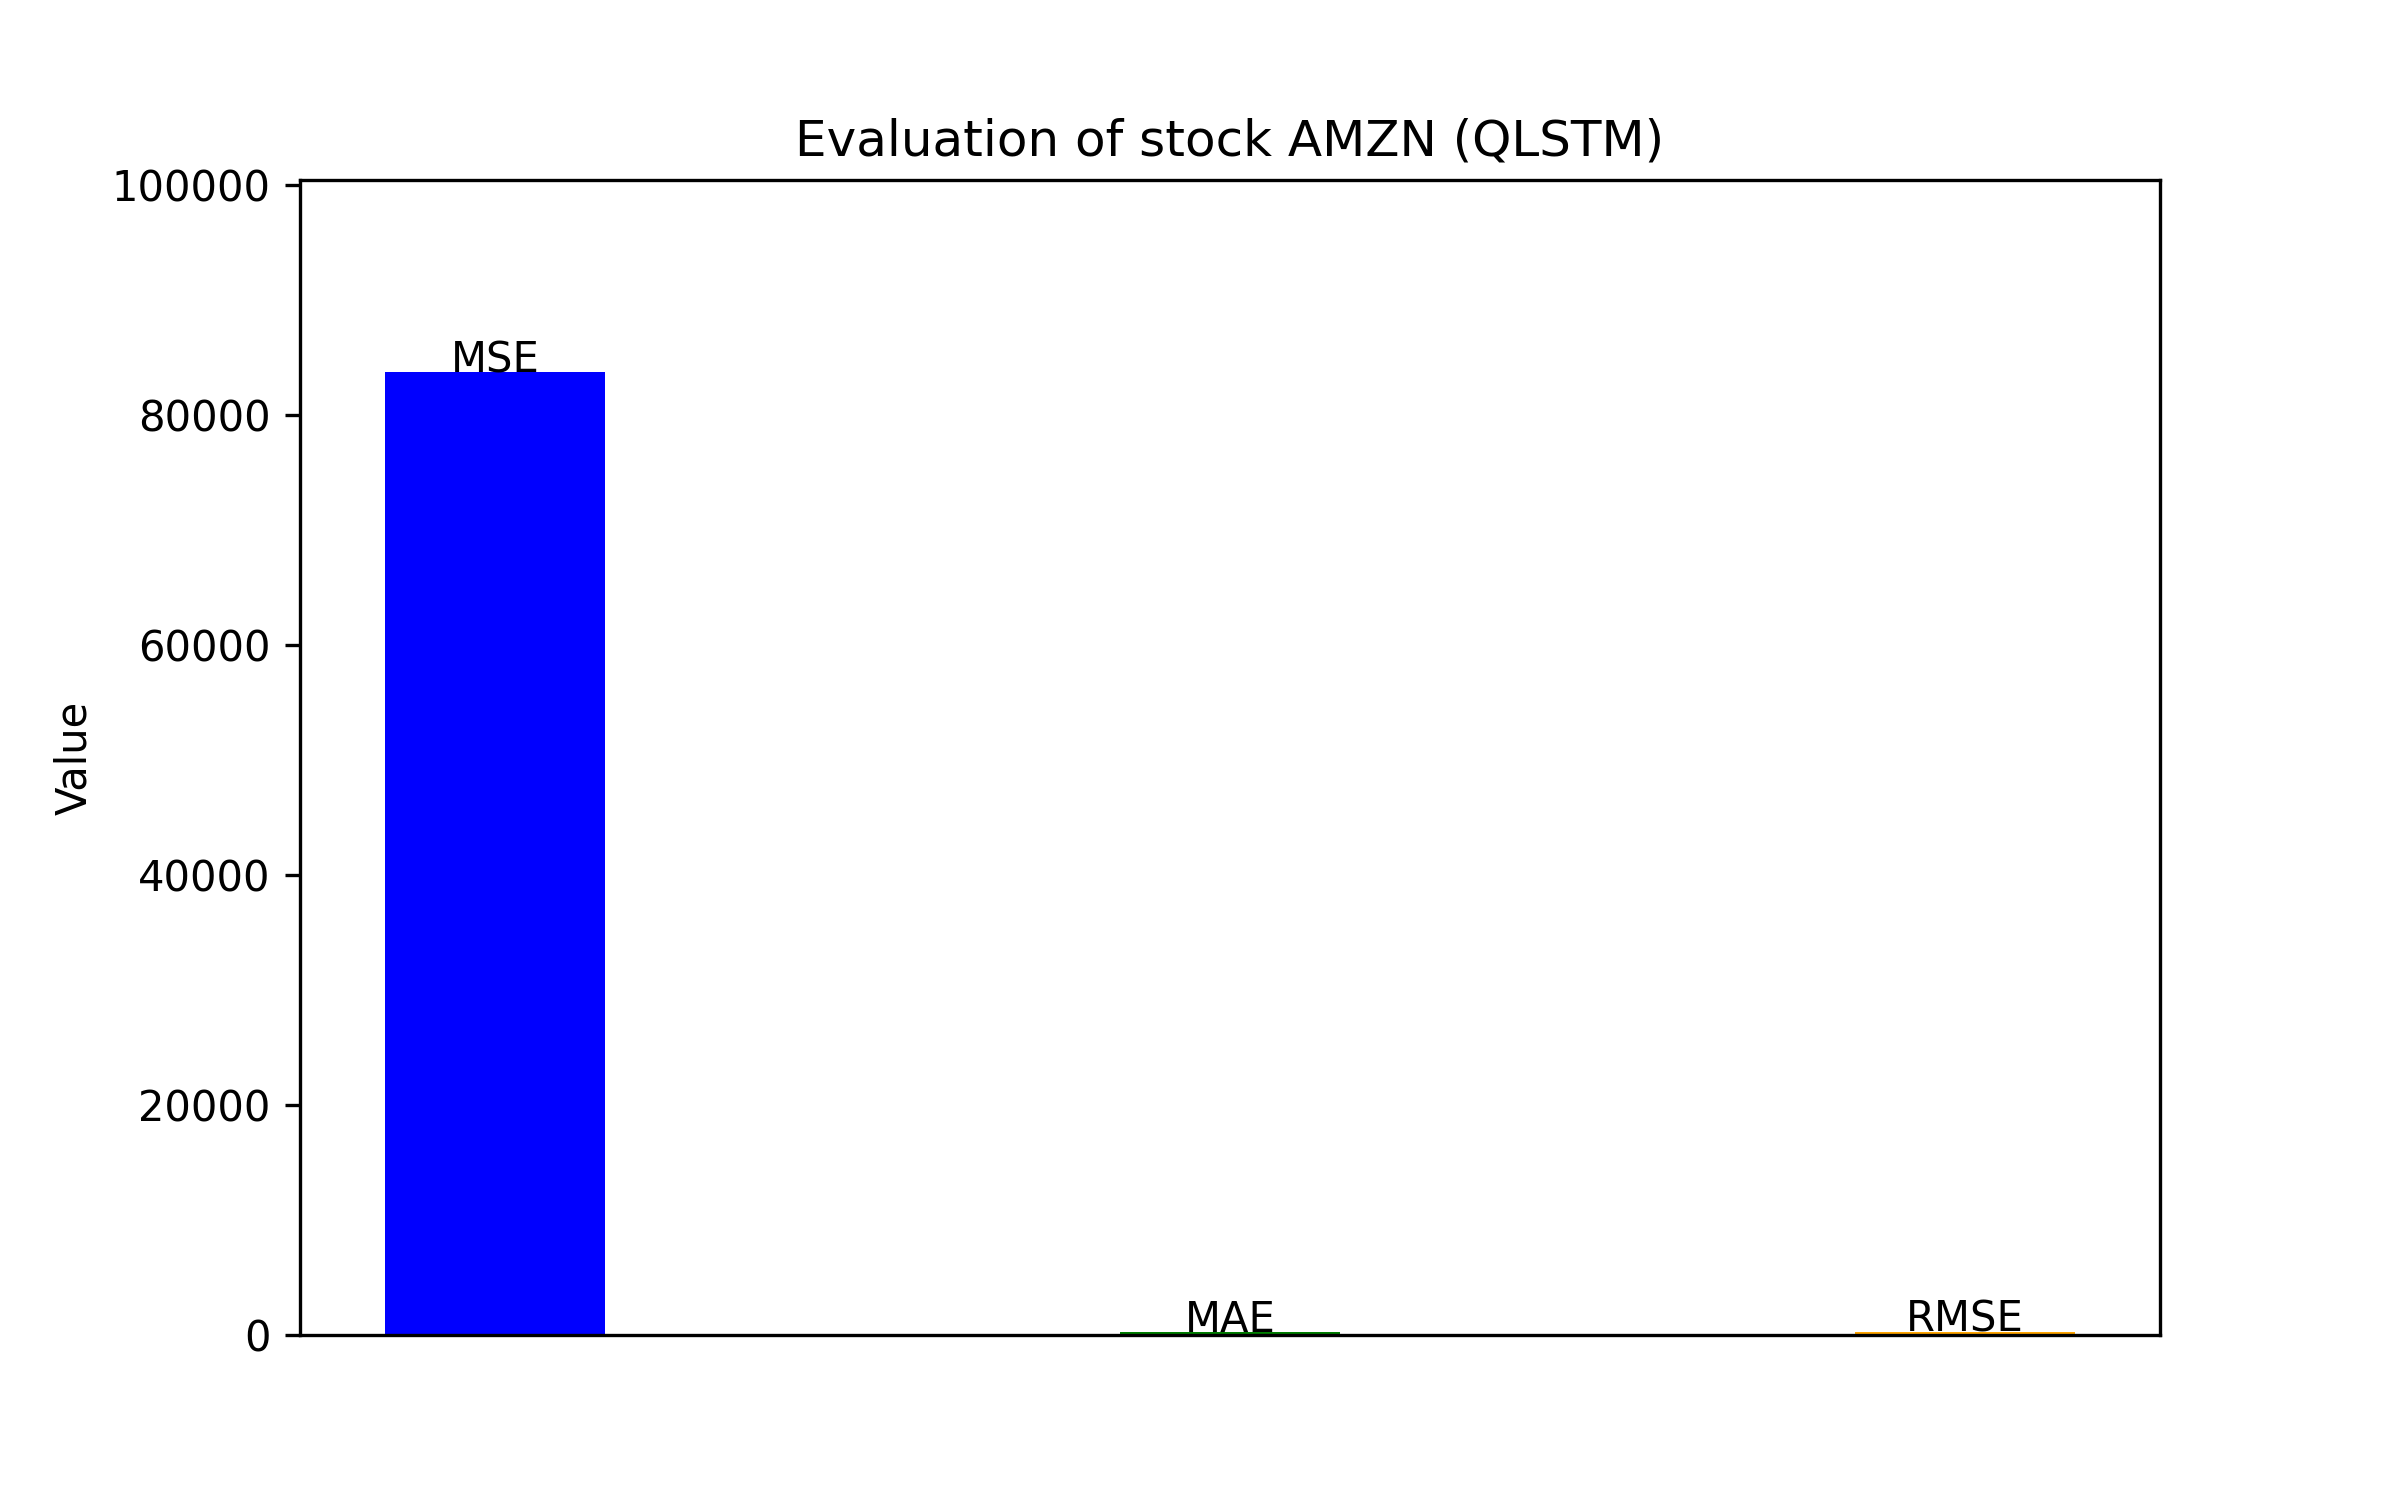 Evaluation of stock AMZN (QLSTM)
100000
80000
60000
40000
20000
0
Value
MSE
MAE
RMSE